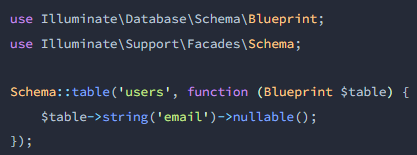 use Illuminate\Database\Schema\Blueprint;
use Illuminate\Support\Facades\Schema;
Schema::table('users', function (Blueprint $table) {
    $table->string('email')->nullable();
});